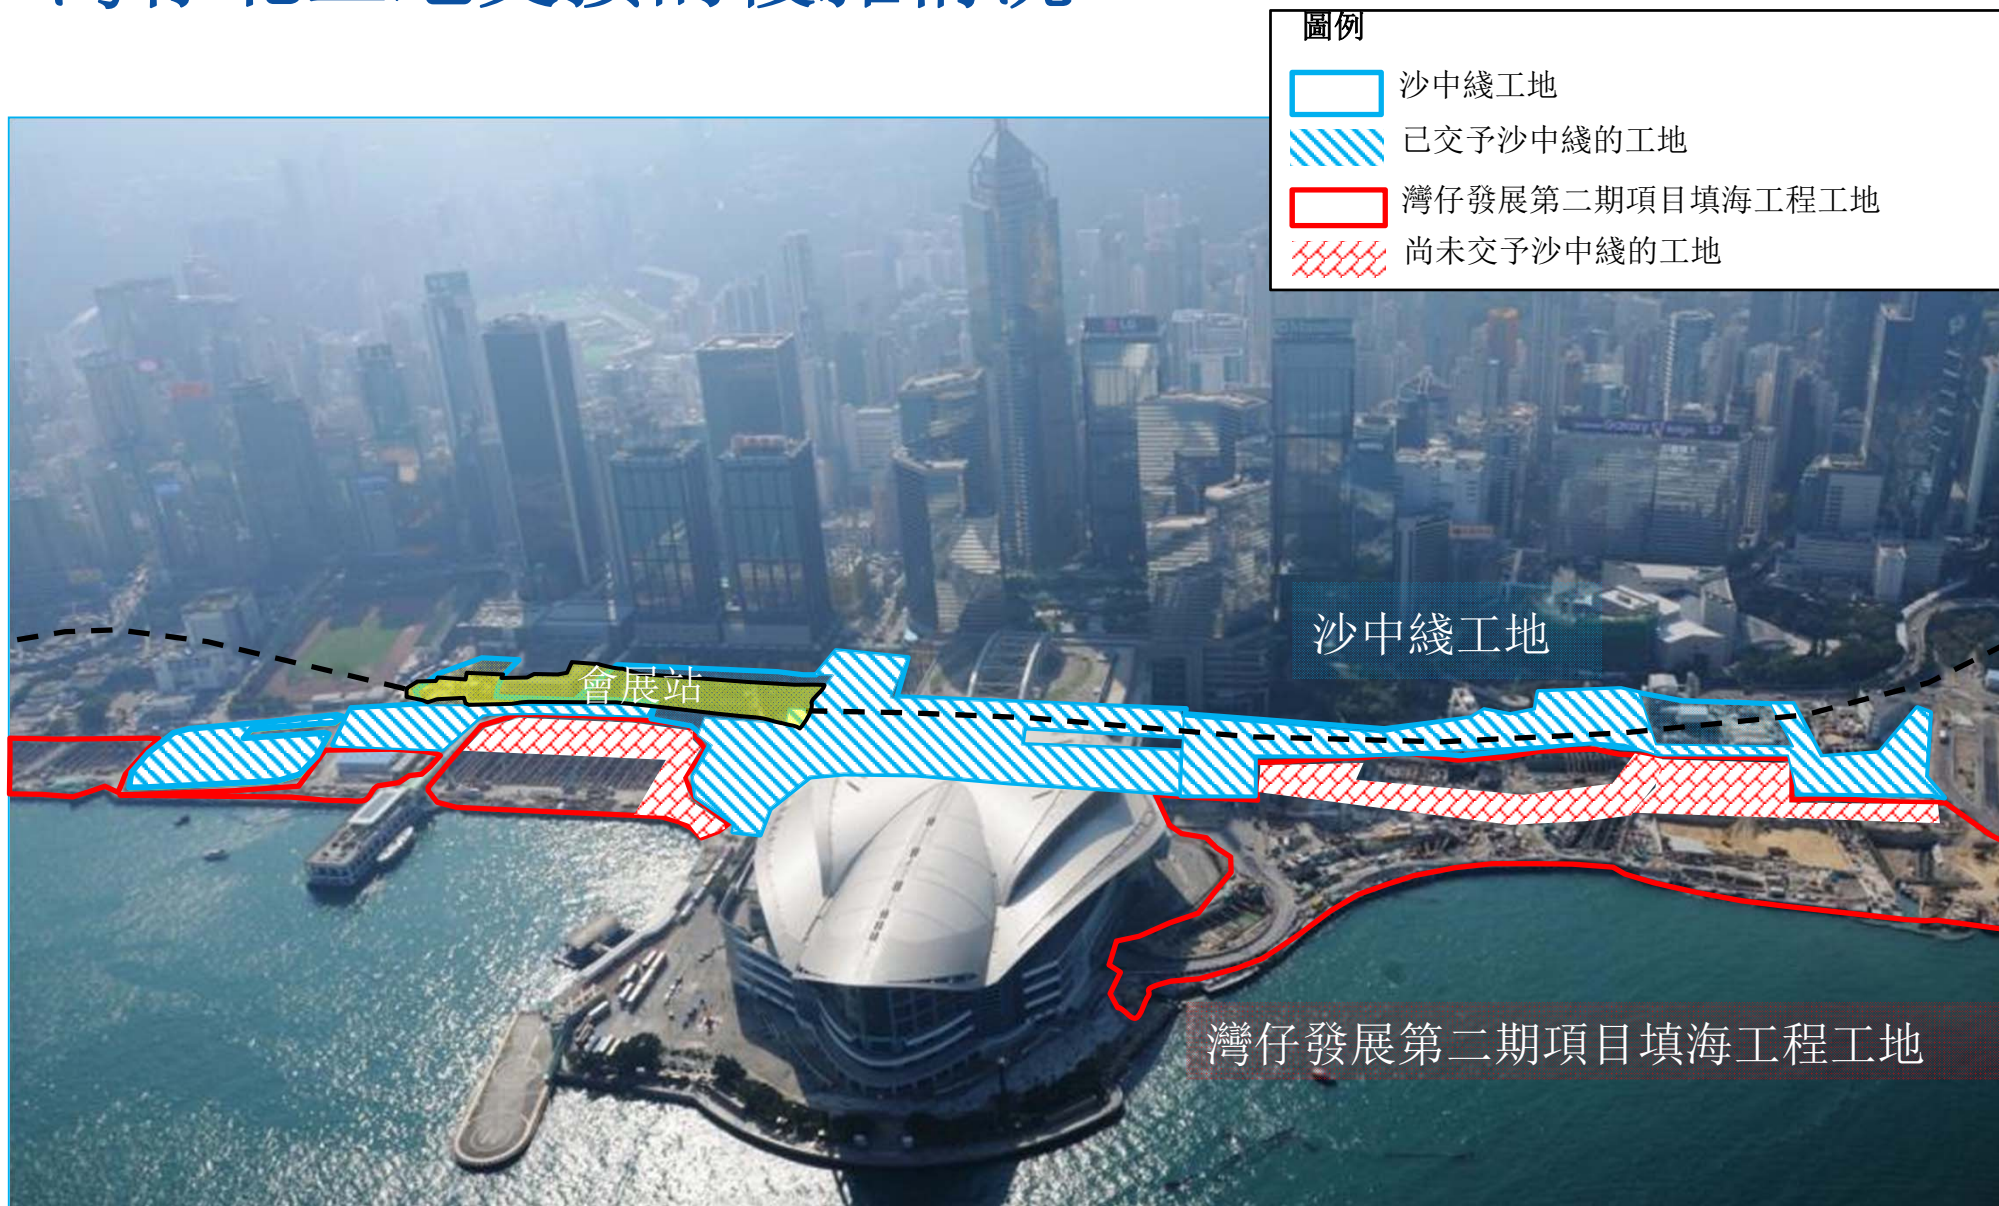 圖例
沙中綫工地
已交予沙中綫的工地
灣仔發展第二期項目填海工程工地
尚未交予沙中綫的工地
沙中綫工地
會展站
灣仔發展第二期項目填海工程工地